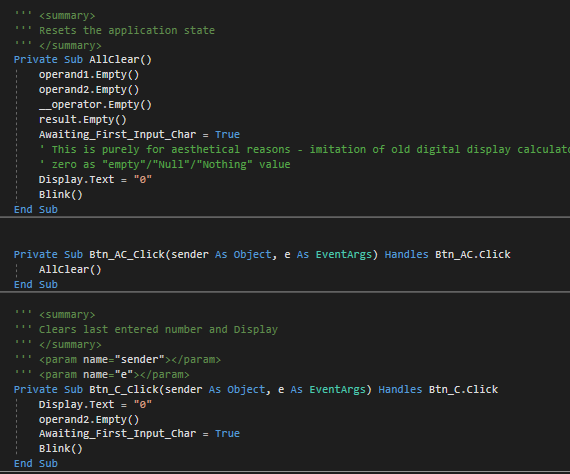 ''' <summary>
''' Resets the application state
''' </summary>
Private Sub AllClear()
operand1.Empty()
operand2.Empty()
__operator.Empty()
result.Empty()
Awaiting_First_Input_Char = True
' This is purely for aesthetical reasons - imitation of old digital display
' zero as "empty"/"Null"/"Nothing" value
Display.Text = "0"
Blink()
End Sub
Private Sub Btn_AC_Click(sender As Object, e As EventArgs) Handles Btn_AC.Click
AllClear()
End Sub
''' <summary>
''' Clears last entered number and Display
''' </summary>
''' <param name="sender"></param>
''' <param name="e"></param>
Private Sub Btn_C_Click(sender As Object, e As EventArgs) Handles Btn_C.Click
Display.Text = "0"
operand2.Empty()
Awaiting_First_Input_Char = True
Blink()
End Sub